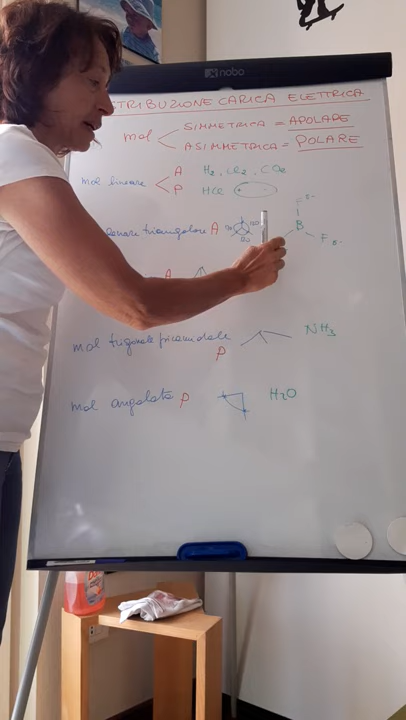 nobo
DISTRIBUZIONE CARICA ELETTRICA
mol SIMMETRICA = APOLARE
ASIMMETRICA = POLARE
mol lineare A H2, Cl2, CO2
P HCl
planare triangolare A B F δ-
A
mol trigonale piramidale P NH3
mol angolata P H2O